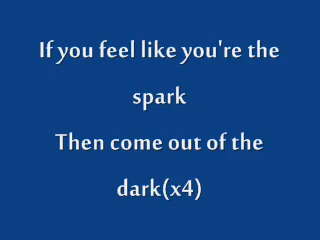 If you feel like you're the
spark
Then come out of the
dark(x4)